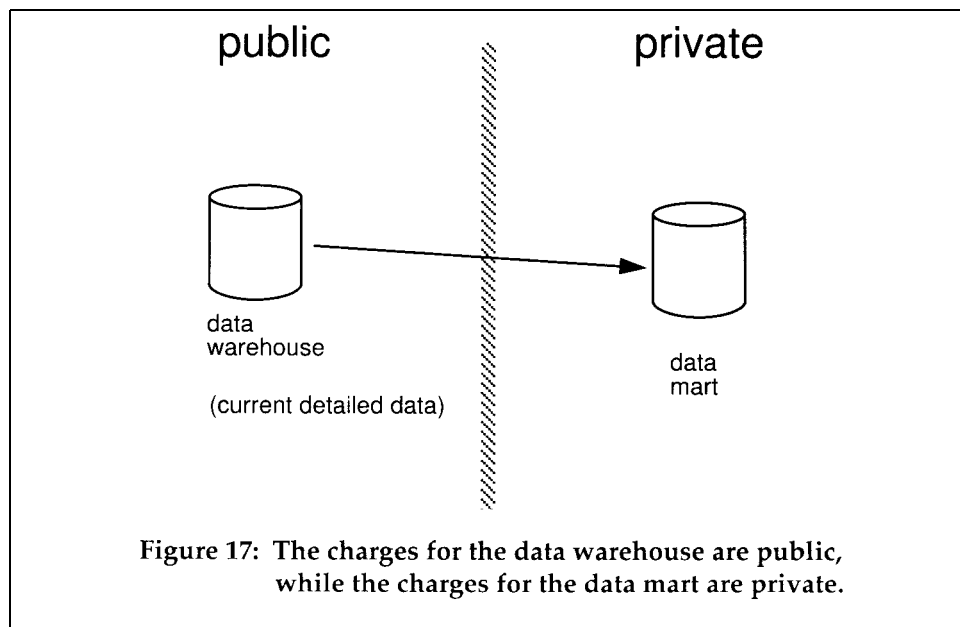 public
private
data
warehouse
(current detailed data)
data
mart
Figure 17: The charges for the data warehouse are public,
while the charges for the data mart are private.